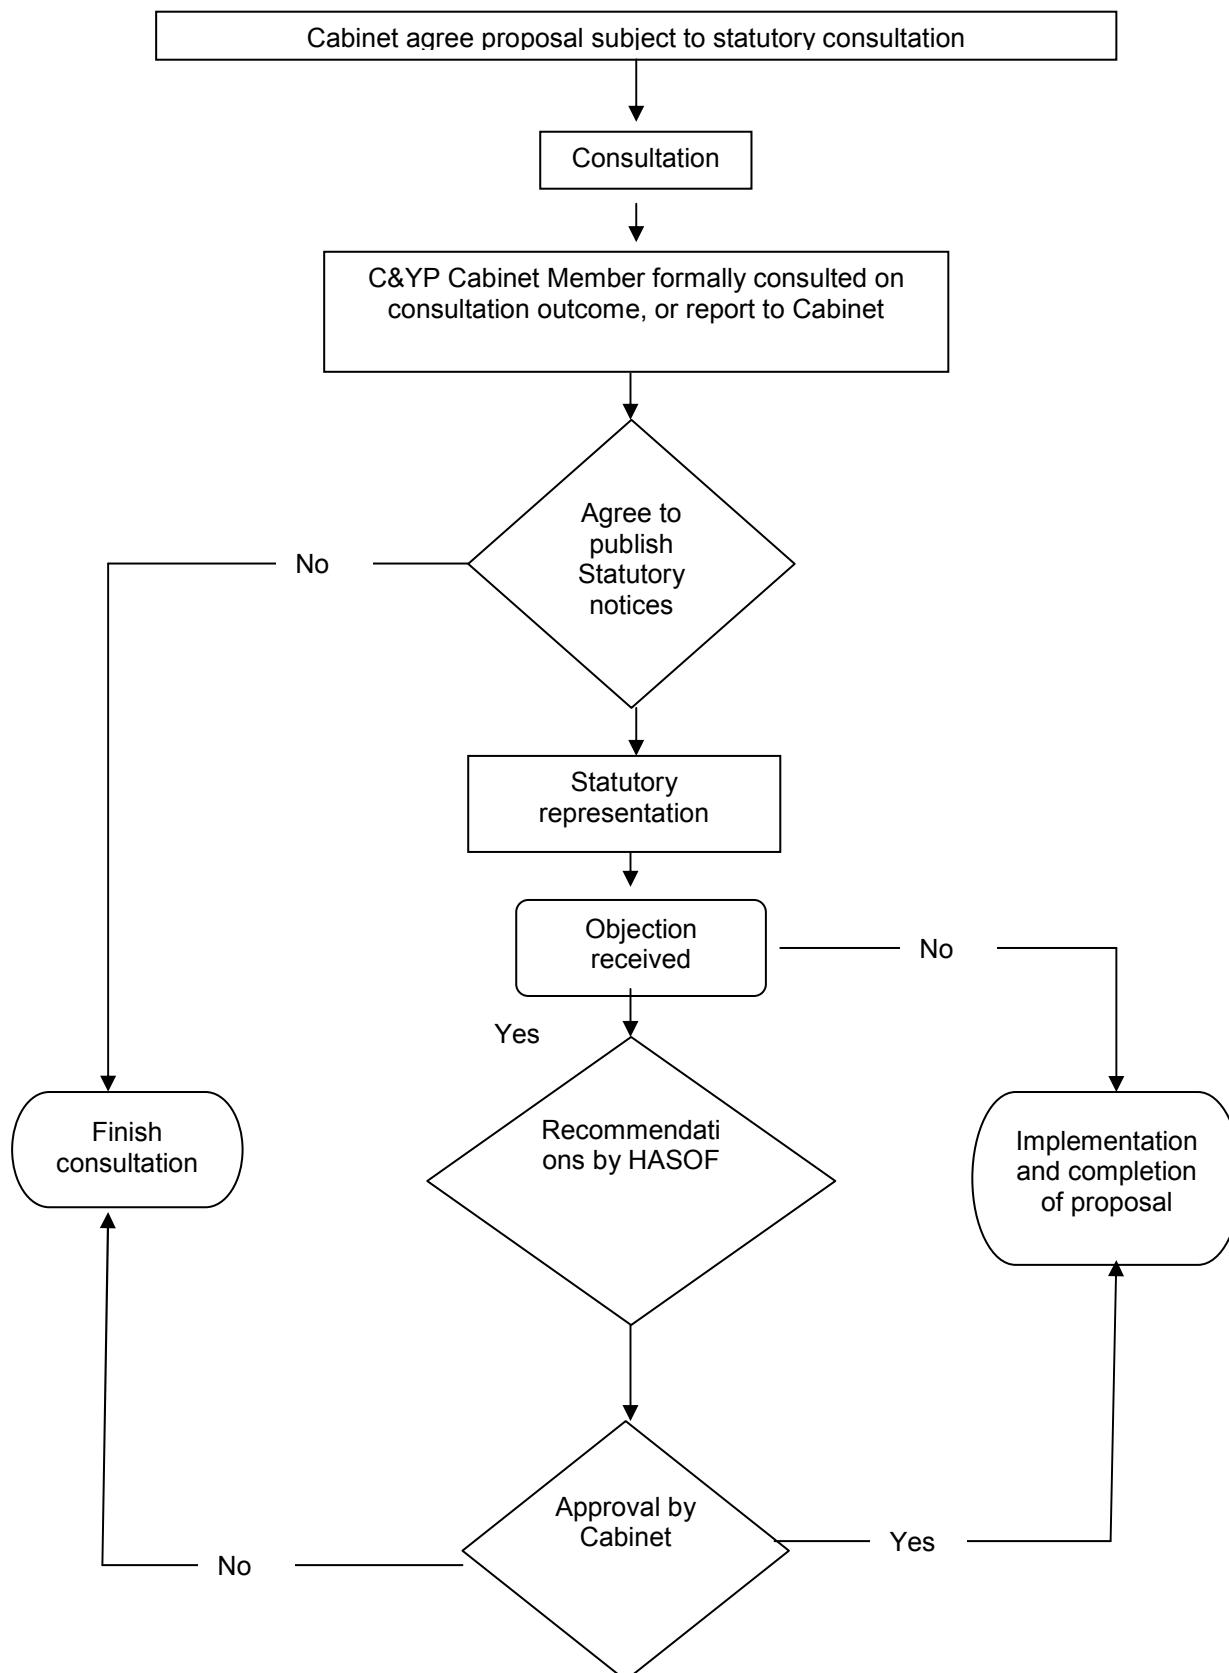 Cabinet agree proposal subject to statutory consultation
Consultation
C&YP Cabinet Member formally consulted on
consultation outcome, or report to Cabinet
Agree to
publish
Statutory
notices
No
Statutory
representation
Objection
received
No
Yes
Recommendati
ons by HASOF
Finish
consultation
Implementation
and completion
of proposal
Approval by
Cabinet
No
Yes